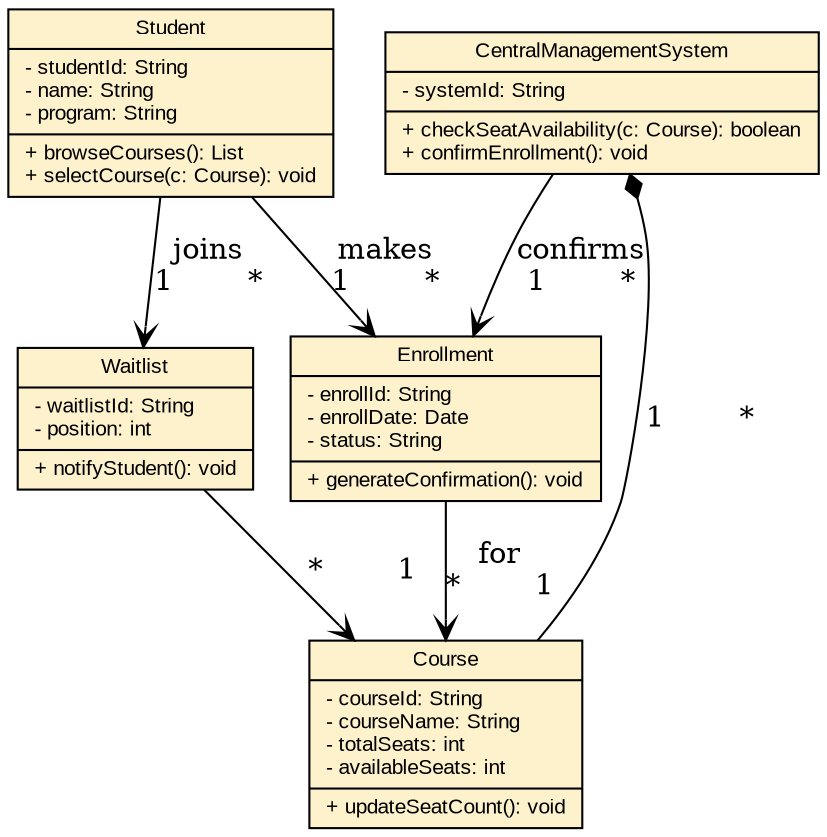 Student
- studentId: String
- name: String
- program: String
+ browseCourses(): List
+ selectCourse(c: Course): void
CentralManagementSystem
- systemId: String
+ checkSeatAvailability(c: Course): boolean
+ confirmEnrollment(): void
joins
1 *
makes
1 *
confirms
1 *
Waitlist
- waitlistId: String
- position: int
+ notifyStudent(): void
Enrollment
- enrollId: String
- enrollDate: Date
- status: String
+ generateConfirmation(): void
1 *
* 1
for
* 1
Course
- courseId: String
- courseName: String
- totalSeats: int
- availableSeats: int
+ updateSeatCount(): void